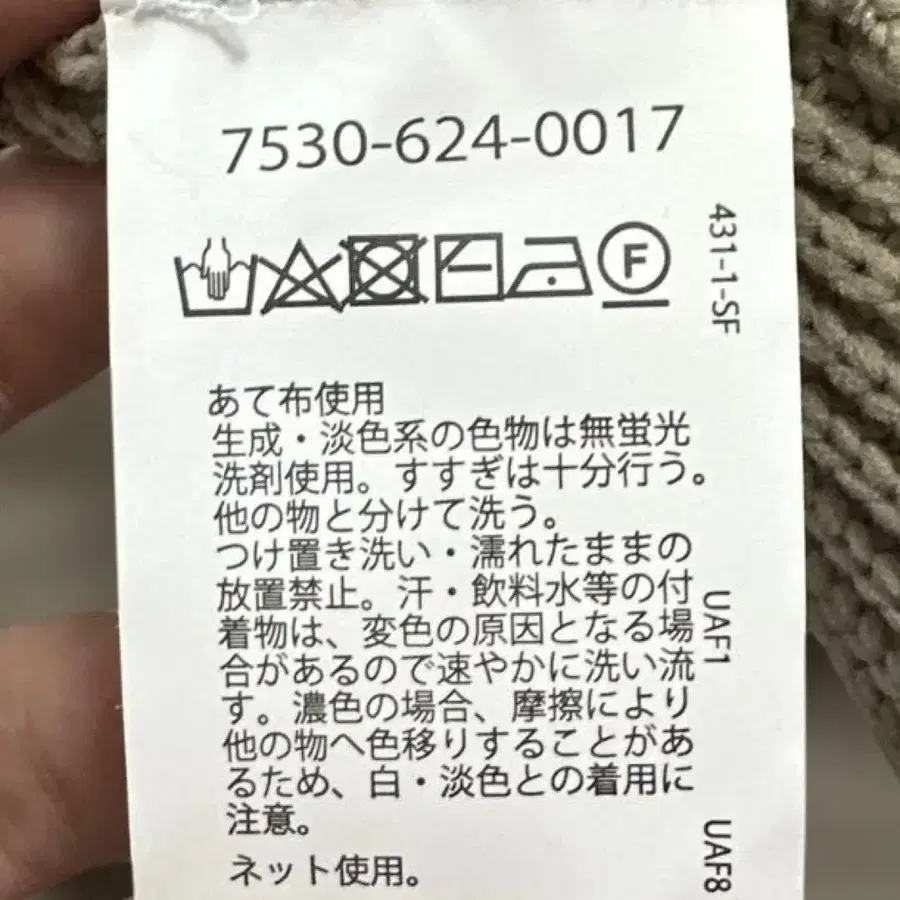 7530-624-0017
F
431-1-SF
あて布使用
生成・淡色系の色物は無蛍光
洗剤使用。すすぎは十分行う。
他の物と分けて洗う。
つけ置き洗い・濡れたままの
放置禁止。汗・飲料水等の付
着物は、変色の原因となる場
合があるので速やかに洗い流
す。濃色の場合、摩擦により
他の物へ色移りすることがあ
るため、白・淡色との着用に
注意。
ネット使用。
UAF1
UAF8